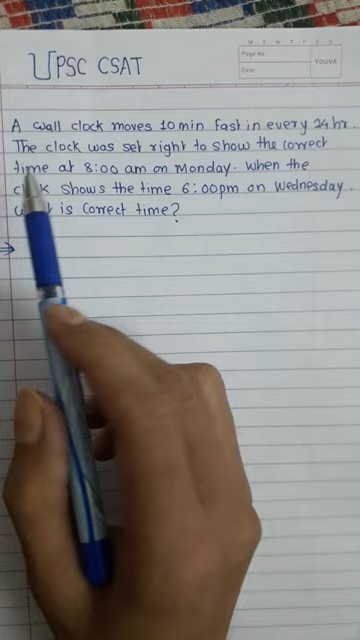 UPSC CSAT
M T W T F S S
Page No.:
Date:
YOUVA
A wall clock moves 10 min fast in every 24 hr.
The clock was set right to show the correct
time at 8:00 am on Monday. When the
shows the time 6:00pm on Wednesday.
is correct time?